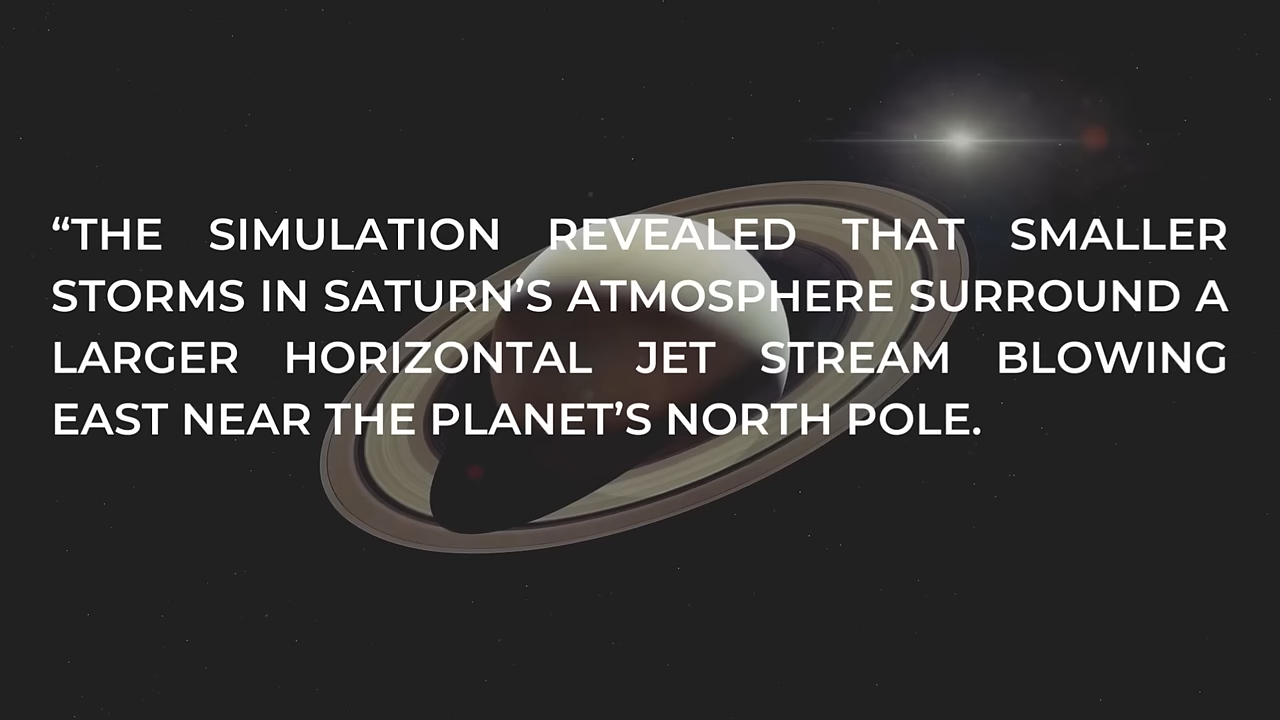 “THE SIMULATION REVEALED THAT SMALLER
STORMS IN SATURN’S ATMOSPHERE SURROUND A
LARGER HORIZONTAL JET STREAM BLOWING
EAST NEAR THE PLANET’S NORTH POLE.